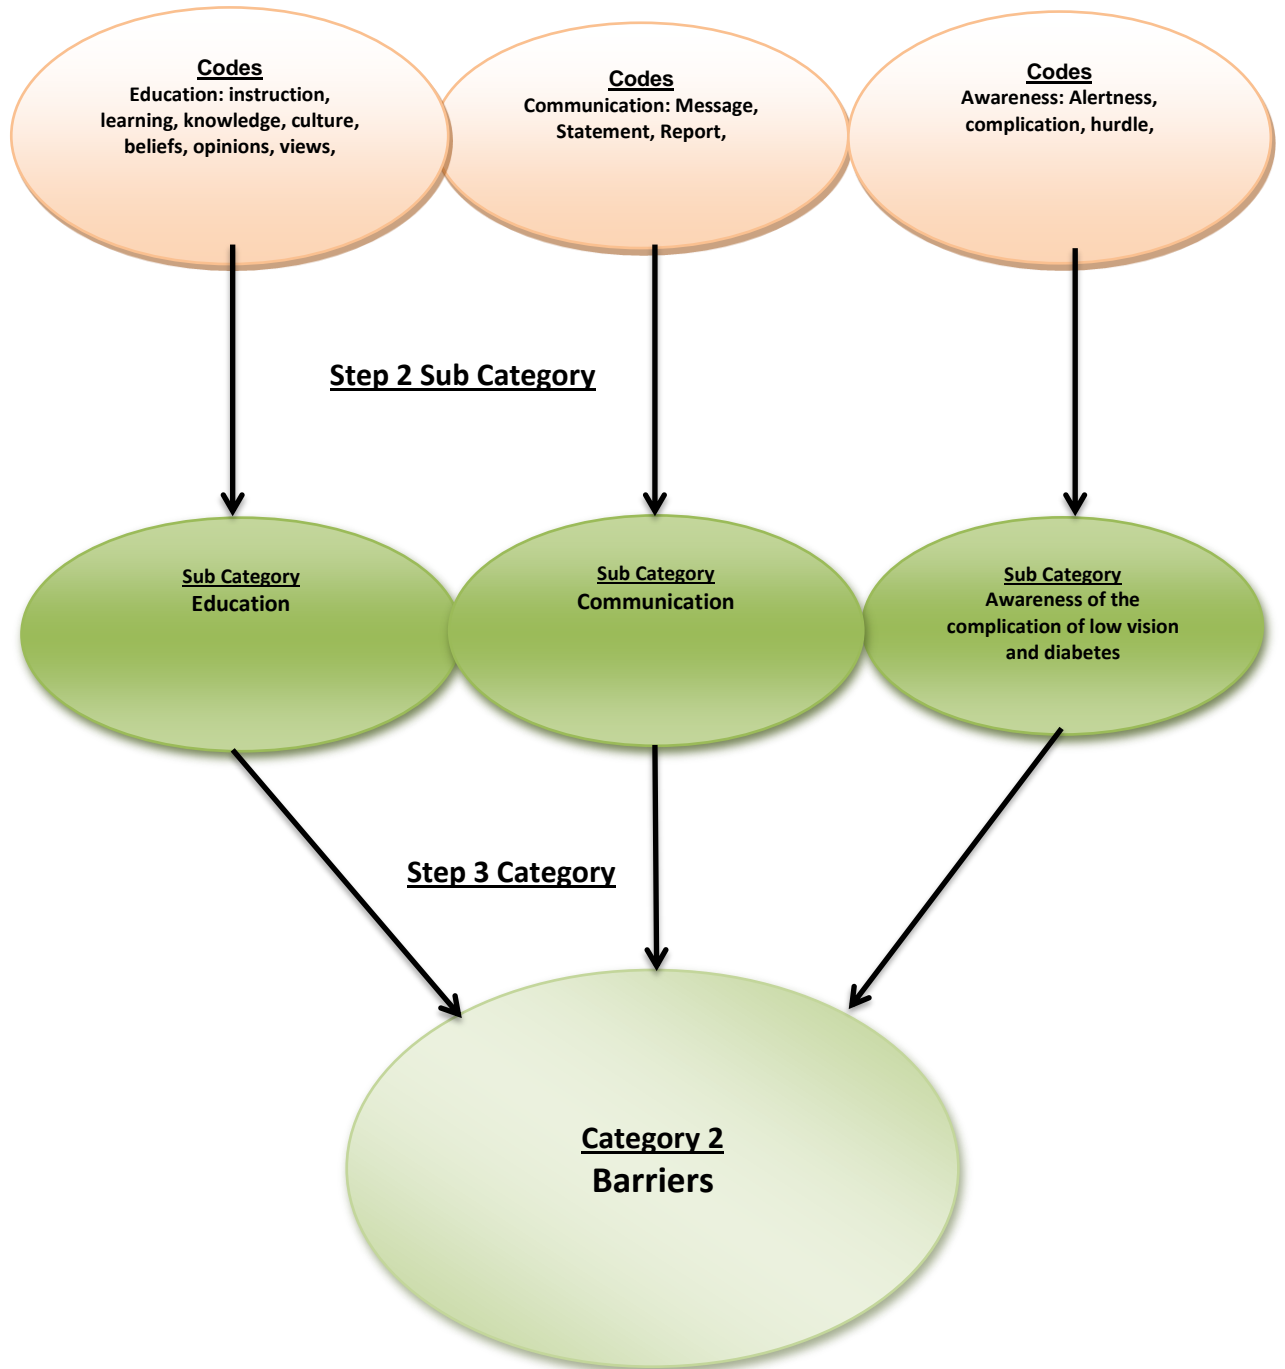 Codes
Education: instruction,
learning, knowledge, culture,
beliefs, opinions, views,
Codes
Communication: Message,
Statement, Report,
Codes
Awareness: Alertness,
complication, hurdle,
Step 2 Sub Category
Sub Category
Education
Sub Category
Communication
Sub Category
Awareness of the
complication of low vision
and diabetes
Step 3 Category
Category 2
Barriers